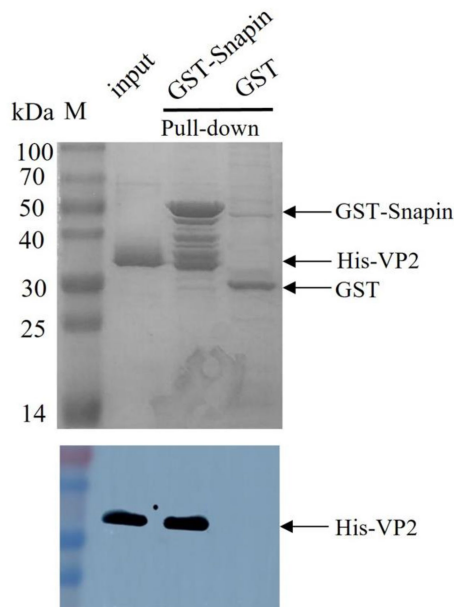 kDa M input GST-Snapin GST
Pull-down
100
70
50
GST-Snapin
40
His-VP2
30
GST
25
14
His-VP2